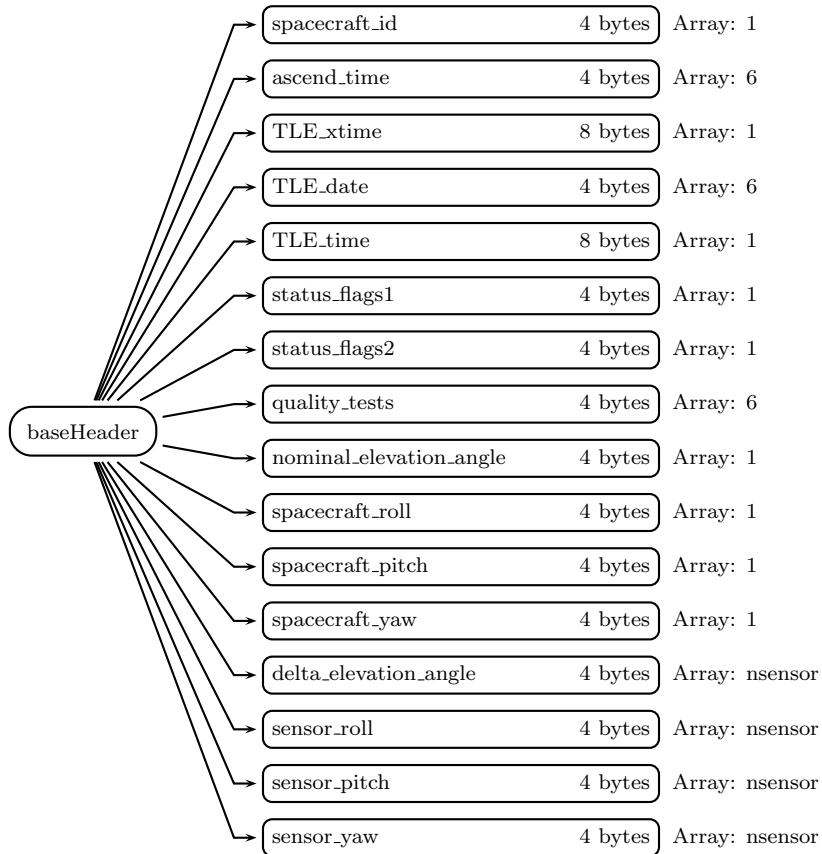 spacecraft_id 4 bytes Array: 1
ascend_time 4 bytes Array: 6
TLE_xtime 8 bytes Array: 1
TLE_date 4 bytes Array: 6
TLE_time 8 bytes Array: 1
status_flags1 4 bytes Array: 1
status_flags2 4 bytes Array: 1
quality_tests 4 bytes Array: 6
baseHeader
nominal_elevation_angle 4 bytes Array: 1
spacecraft_roll 4 bytes Array: 1
spacecraft_pitch 4 bytes Array: 1
spacecraft_yaw 4 bytes Array: 1
delta_elevation_angle 4 bytes Array: nsensor
sensor_roll 4 bytes Array: nsensor
sensor_pitch 4 bytes Array: nsensor
sensor_yaw 4 bytes Array: nsensor